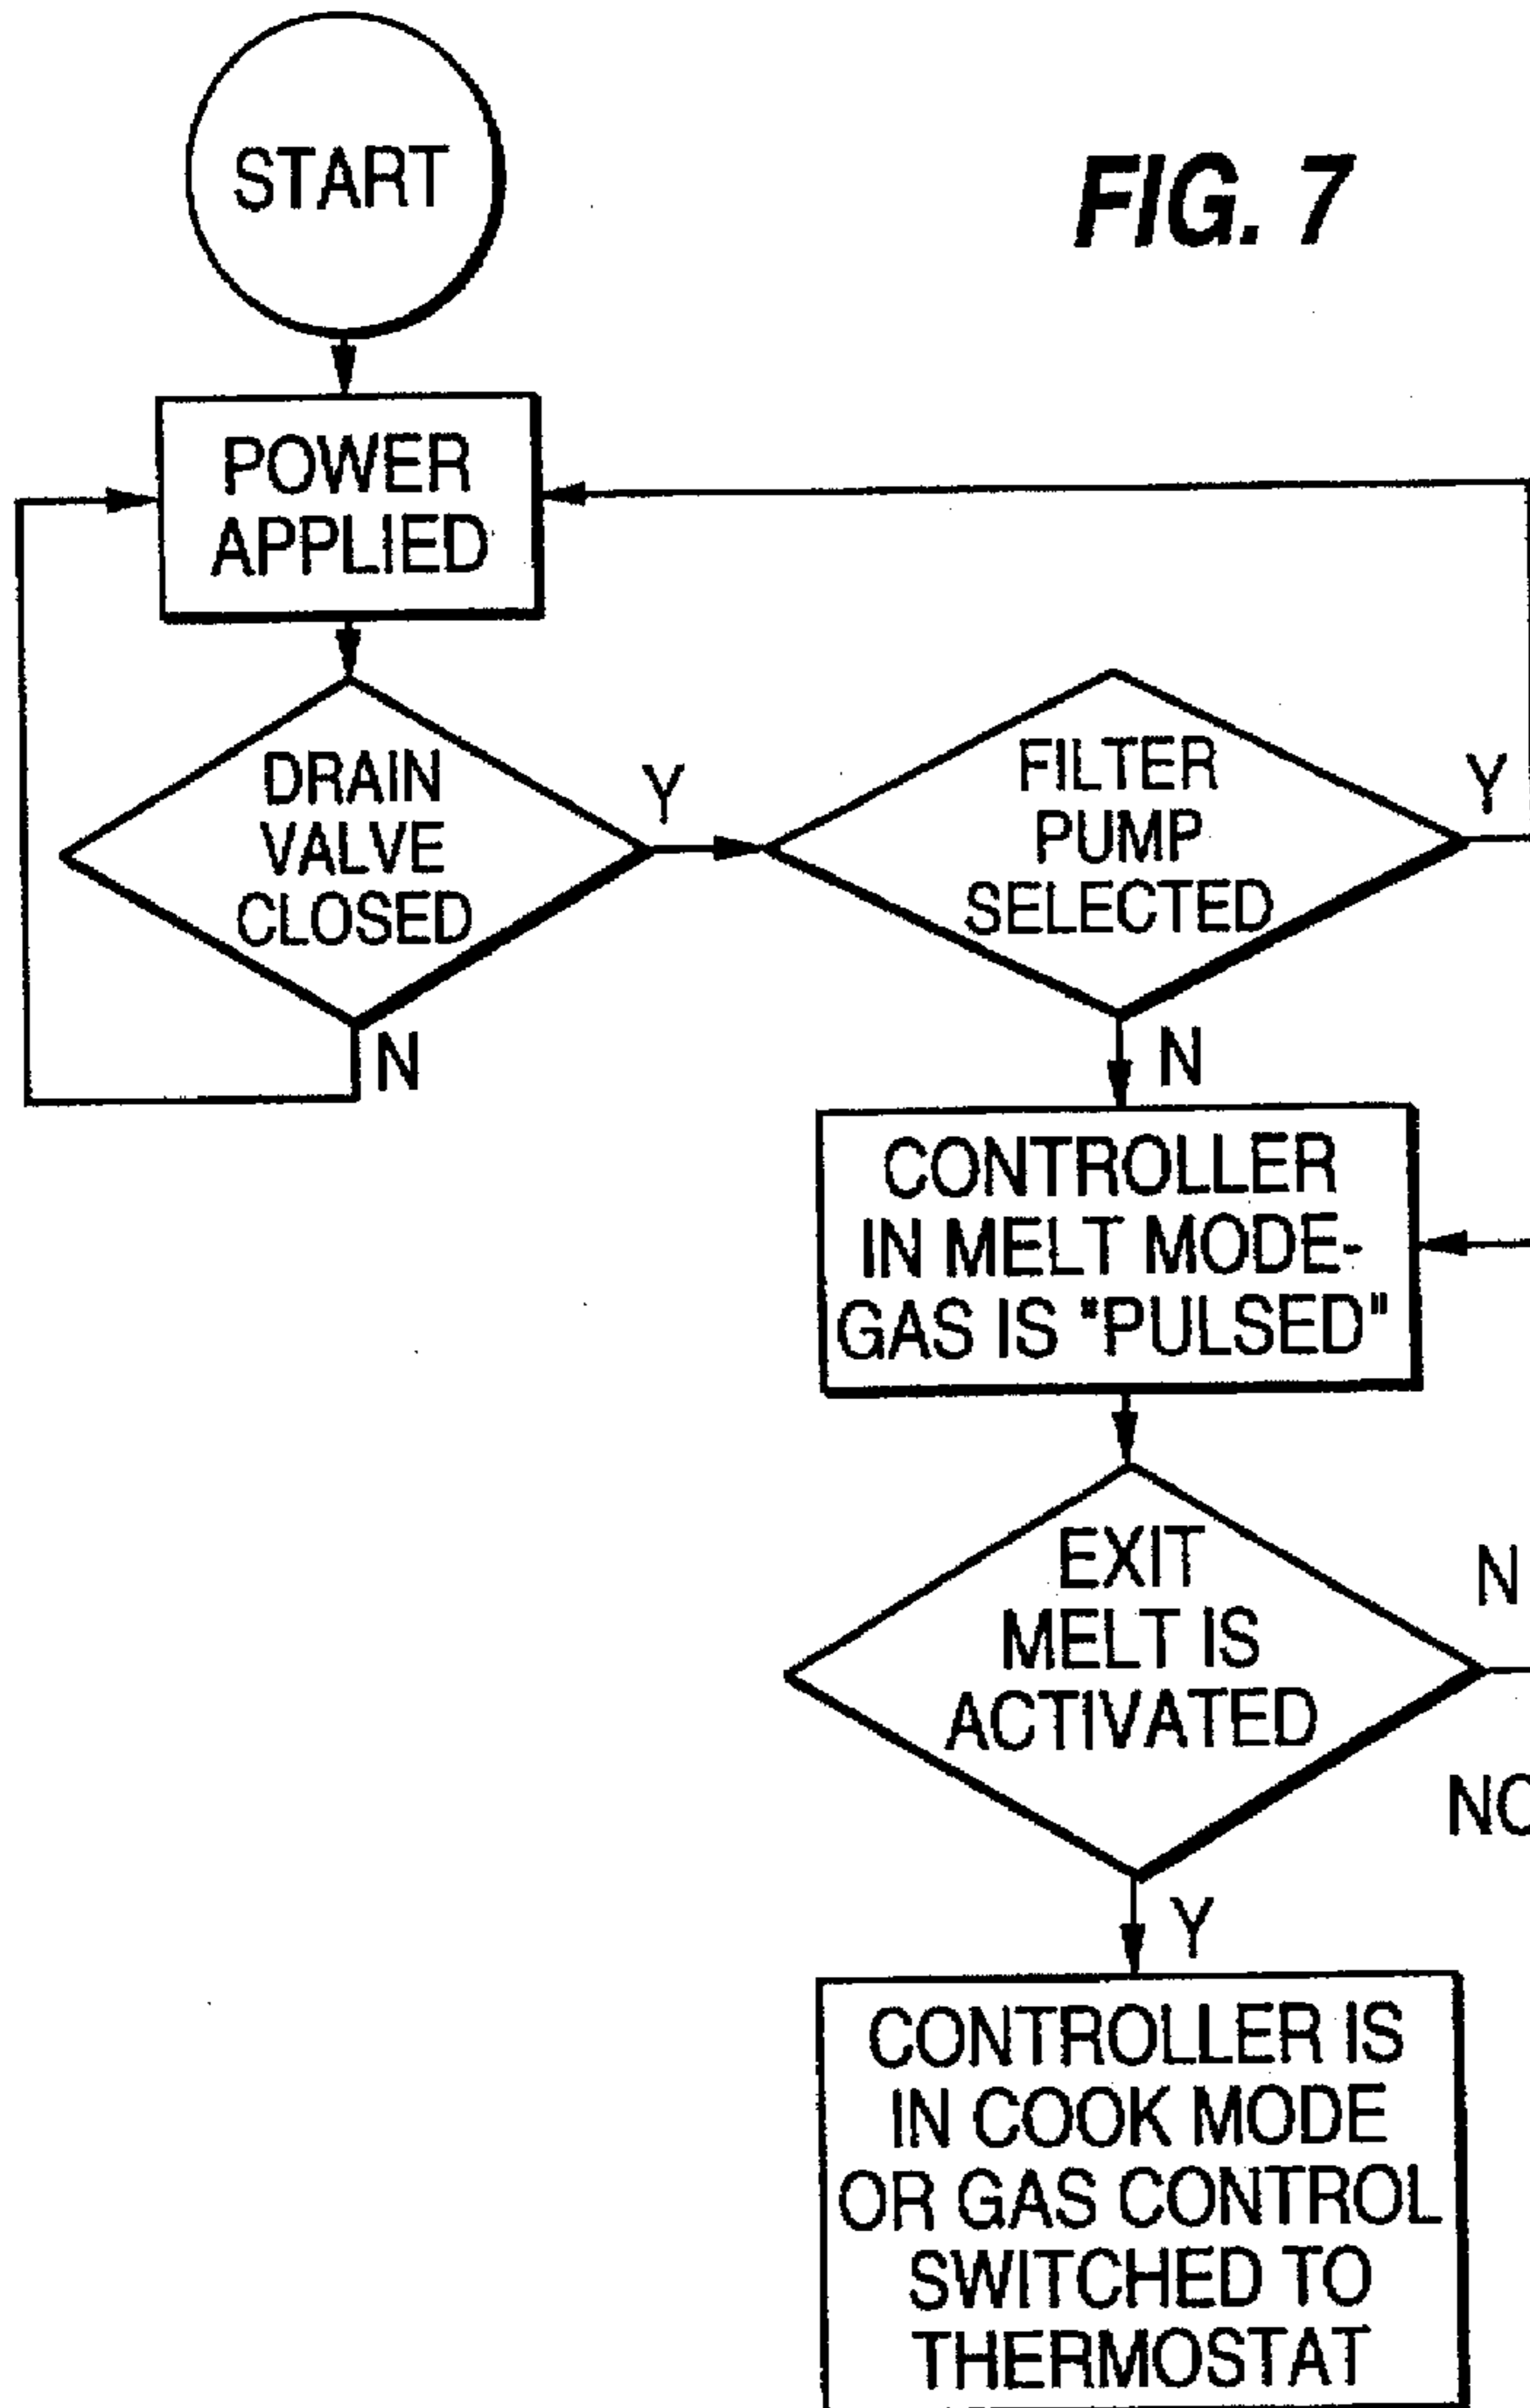 START
FIG. 7
POWER
APPLIED
DRAIN
VALVE
CLOSED
Y
N
FILTER
PUMP
SELECTED
Y
N
CONTROLLER
IN MELT MODE-
GAS IS "PULSED"
EXIT
MELT IS
ACTIVATED
N
Y
CONTROLLER IS
IN COOK MODE
OR GAS CONTROL
SWITCHED TO
THERMOSTAT